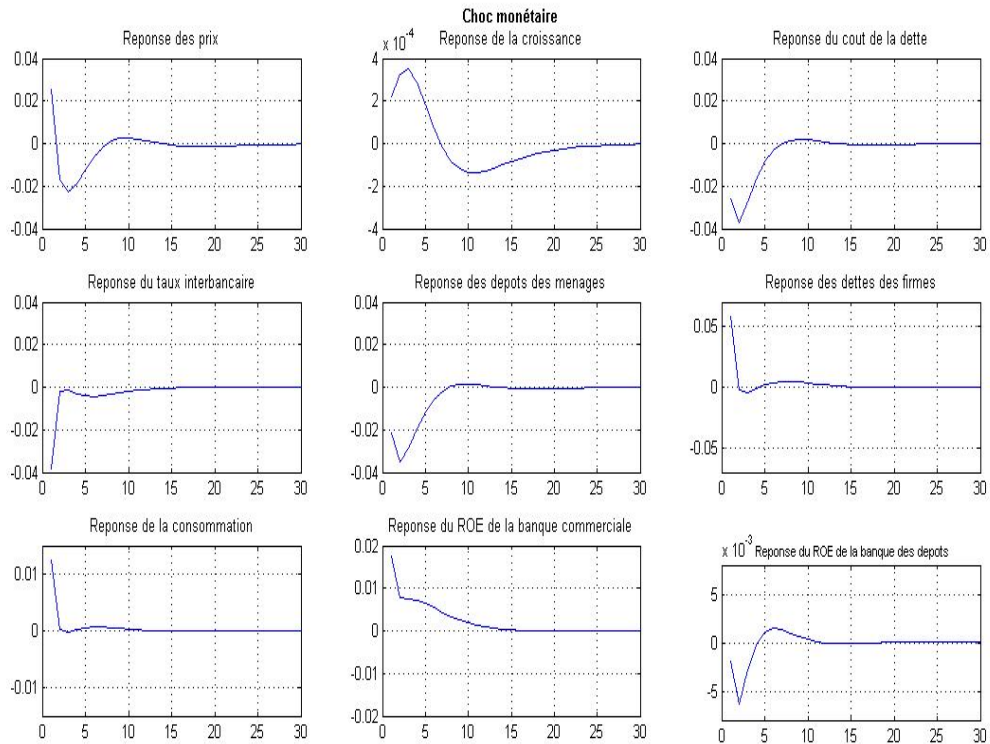 Choc monétaire
Reponse des prix
0.04
0.02
0
-0.02
-0.04
0 5 10 15 20 25 30
x 10^-4 Reponse de la croissance
4
2
0
-2
-4
0 5 10 15 20 25 30
Reponse du cout de la dette
0.04
0.02
0
-0.02
-0.04
0 5 10 15 20 25 30
Reponse du taux interbancaire
0.04
0.02
0
-0.02
-0.04
0 5 10 15 20 25 30
Reponse des depots des menages
0.04
0.02
0
-0.02
-0.04
0 5 10 15 20 25 30
Reponse des dettes des firmes
0.05
0
-0.05
0 5 10 15 20 25 30
Reponse de la consommation
0.01
0
-0.01
0 5 10 15 20 25 30
Reponse du ROE de la banque commerciale
0.02
0.01
0
-0.01
-0.02
0 5 10 15 20 25 30
x 10^-3 Reponse du ROE de la banque des depots
5
0
-5
0 5 10 15 20 25 30